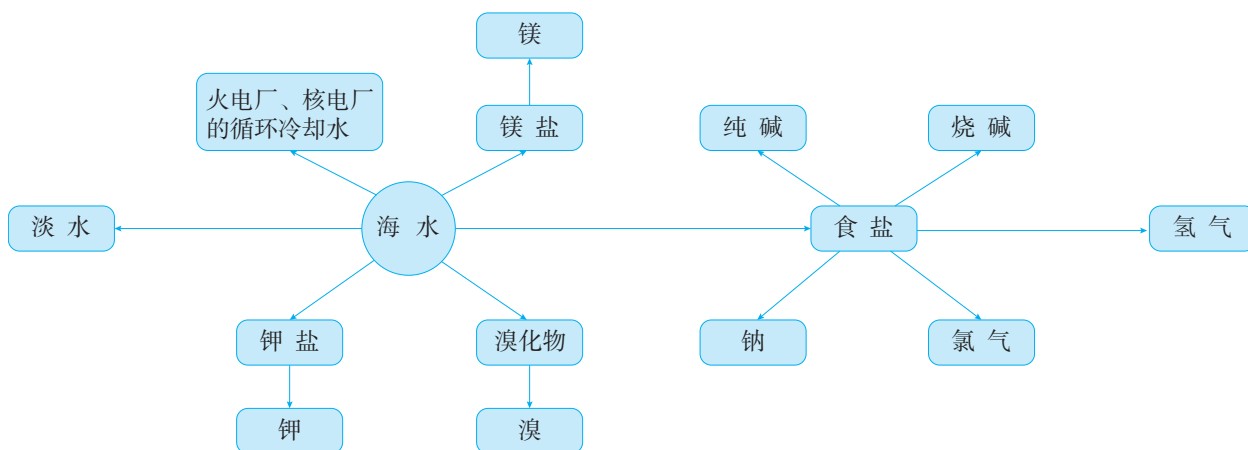 镁
火电厂、核电厂
的循环冷却水
镁盐
纯碱
烧碱
淡水
海水
食盐
氢气
钾盐
溴化物
钠
氯气
钾
溴